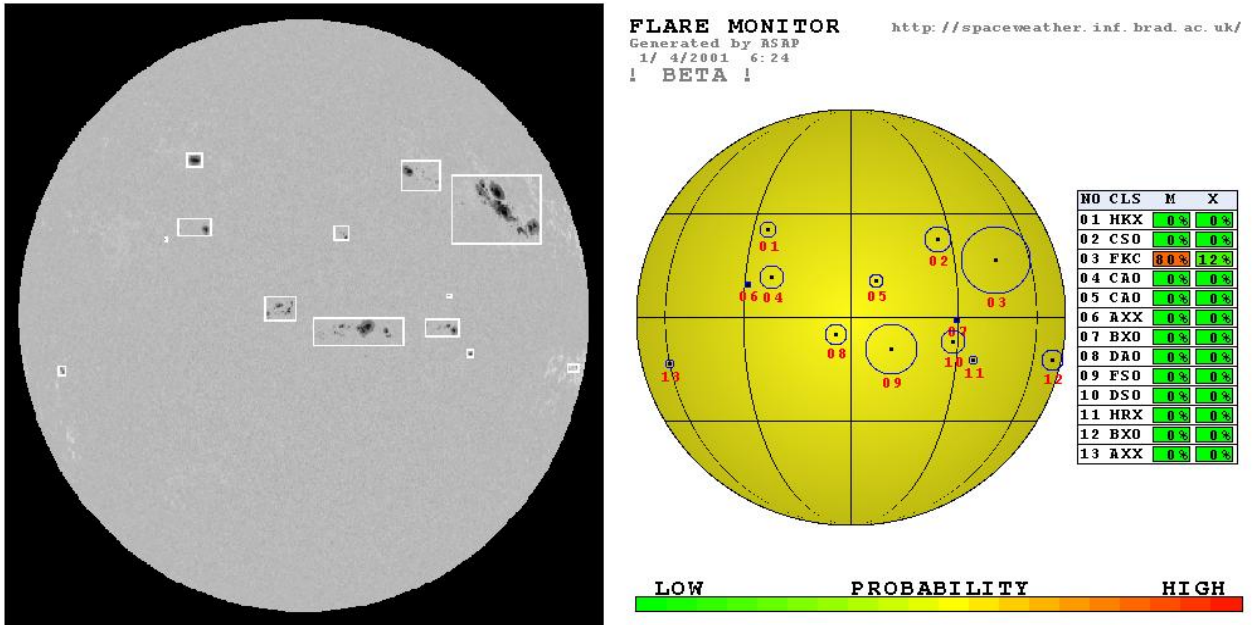 FLARE MONITOR
http://spaceweather.inf.brad.ac.uk/
Generated by ASAP
1/ 4/2001 6:24
! BETA !
NO CLS M X
01 HKX 0% 0%
02 CSO 0% 0%
03 FKC 80% 12%
04 CAO 0% 0%
05 CAO 0% 0%
06 AXX 0% 0%
07 BXO 0% 0%
08 DAO 0% 0%
09 FSO 0% 0%
10 DSO 0% 0%
11 HRX 0% 0%
12 BXO 0% 0%
13 AXX 0% 0%
01
02
03
06 04
05
07
08
09
10
11
12
13
LOW PROBABILITY HIGH